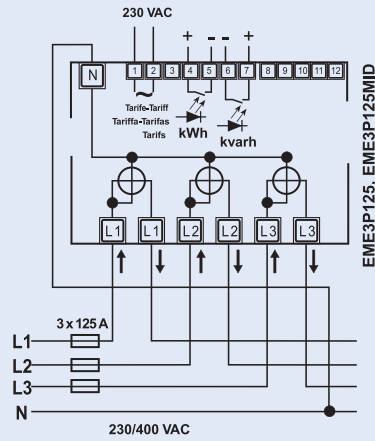 230 VAC
+ - - +
N 1 2 3 4 5 6 7 8 9 10 11 12
~
Tarife-Tariff
Tariffa-Tarifas
Tarifs
kWh
kvarh
L1 L1 L2 L2 L3 L3
EME3P125. EME3P125MID
3 x 125 A
L1
L2
L3
N
230/400 VAC